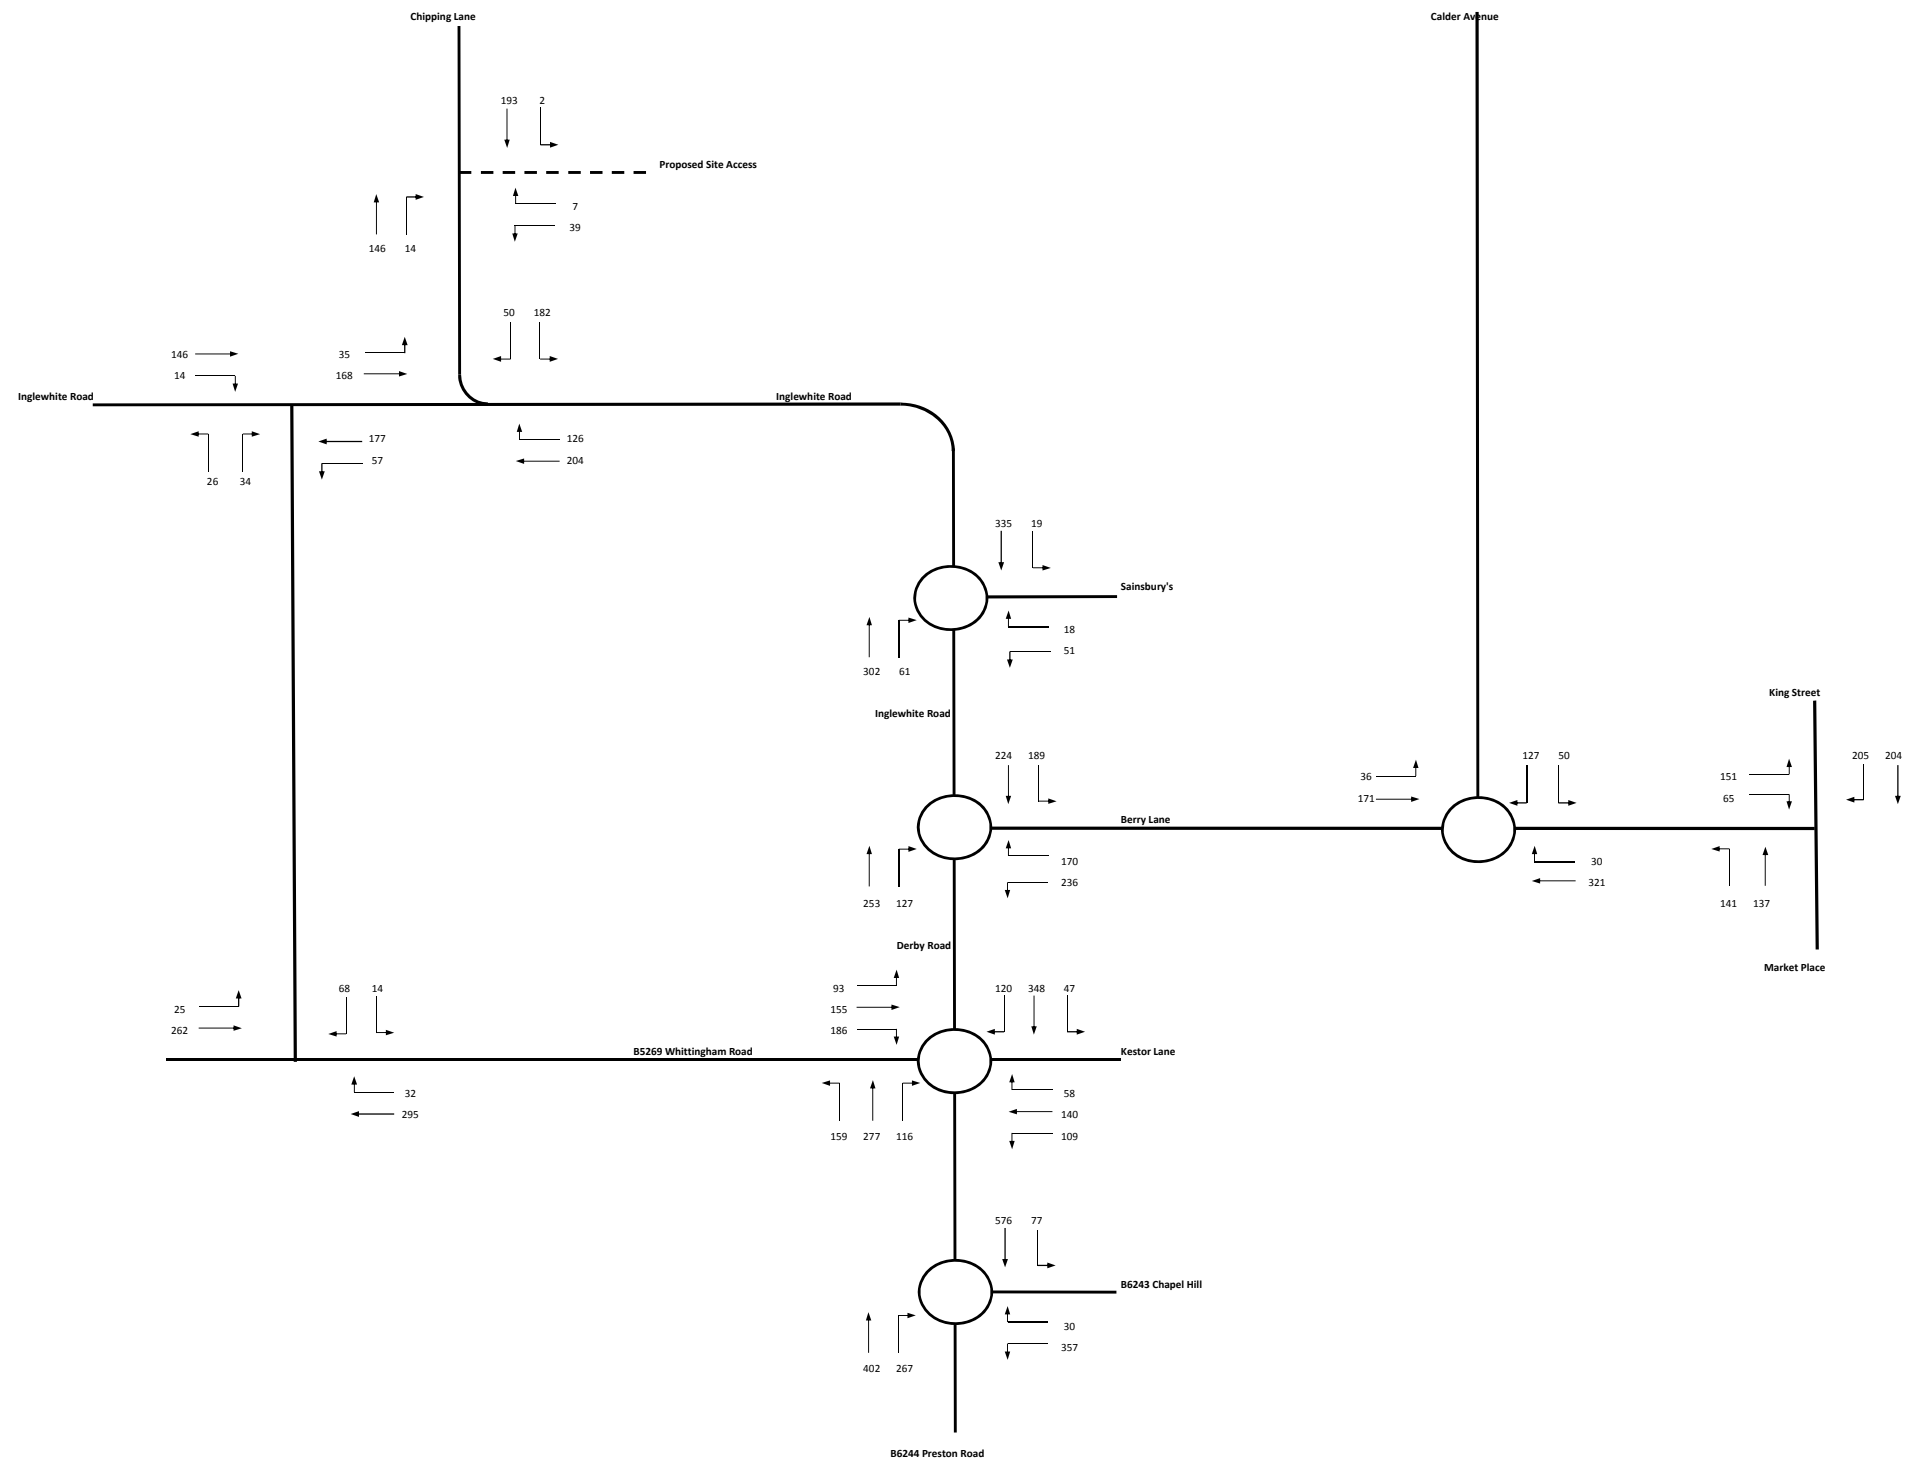 Chipping Lane
Calder Avenue
193 2
Proposed Site Access
7
39
146 14
50 182
146
14
35
168
Inglewhite Road
Inglewhite Road
177
57
126
204
26 34
335 19
Sainsbury's
18
51
302 61
King Street
Inglewhite Road
224 189
127 50
205 204
36
171
151
65
Berry Lane
170
236
30
321
253 127
141 137
Derby Road
Market Place
25
262
68 14
93
155
186
120 348 47
B5269 Whittingham Road
Kestor Lane
32
295
58
140
109
159 277 116
576 77
B6243 Chapel Hill
30
357
402 267
B6244 Preston Road